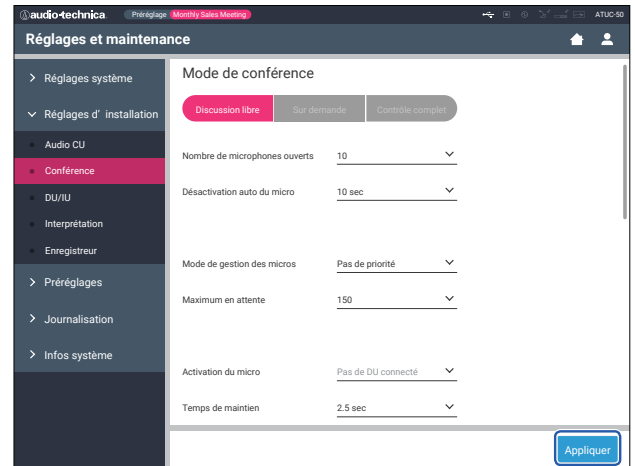 audio-technica Préréglage Monthly Sales Meeting ATUC-50
Réglages et maintenance
Réglages système
Réglages d' installation
Audio CU
Conférence
DU/IU
Interprétation
Enregistreur
Préréglages
Journalisation
Infos système
Mode de conférence
Discussion libre Sur demande Contrôle complet
Nombre de microphones ouverts 10
Désactivation auto du micro 10 sec
Mode de gestion des micros Pas de priorité
Maximum en attente 150
Activation du micro Pas de DU connecté
Temps de maintien 2.5 sec
Appliquer